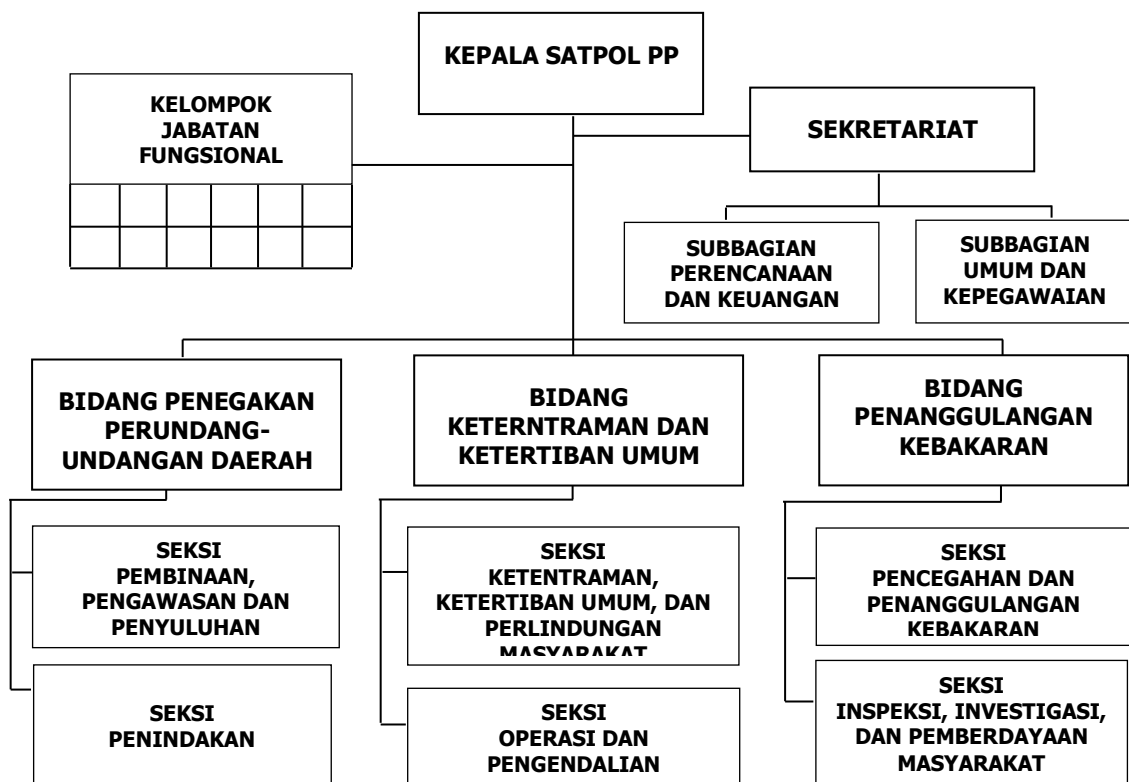 KEPALA SATPOL PP
KELOMPOK
JABATAN
FUNGSIONAL
SEKRETARIAT
SUBBAGIAN
PERENCANAAN
DAN KEUANGAN
SUBBAGIAN
UMUM DAN
KEPEGAWAIAN
BIDANG PENEGAKAN
PERUNDANG-
UNDANGAN DAERAH
BIDANG
KETERNTRAMAN DAN
KETERTIBAN UMUM
BIDANG
PENANGGULANGAN
KEBAKARAN
SEKSI
PEMBINAAN,
PENGAWASAN DAN
PENYULUHAN
SEKSI
KETENTRAMAN,
KETERTIBAN UMUM, DAN
PERLINDUNGAN
MASYARAKAT
SEKSI
PENCEGAHAN DAN
PENANGGULANGAN
KEBAKARAN
SEKSI
PENINDAKAN
SEKSI
OPERASI DAN
PENGENDALIAN
SEKSI
INSPEKSI, INVESTIGASI,
DAN PEMBERDAYAAN
MASYARAKAT